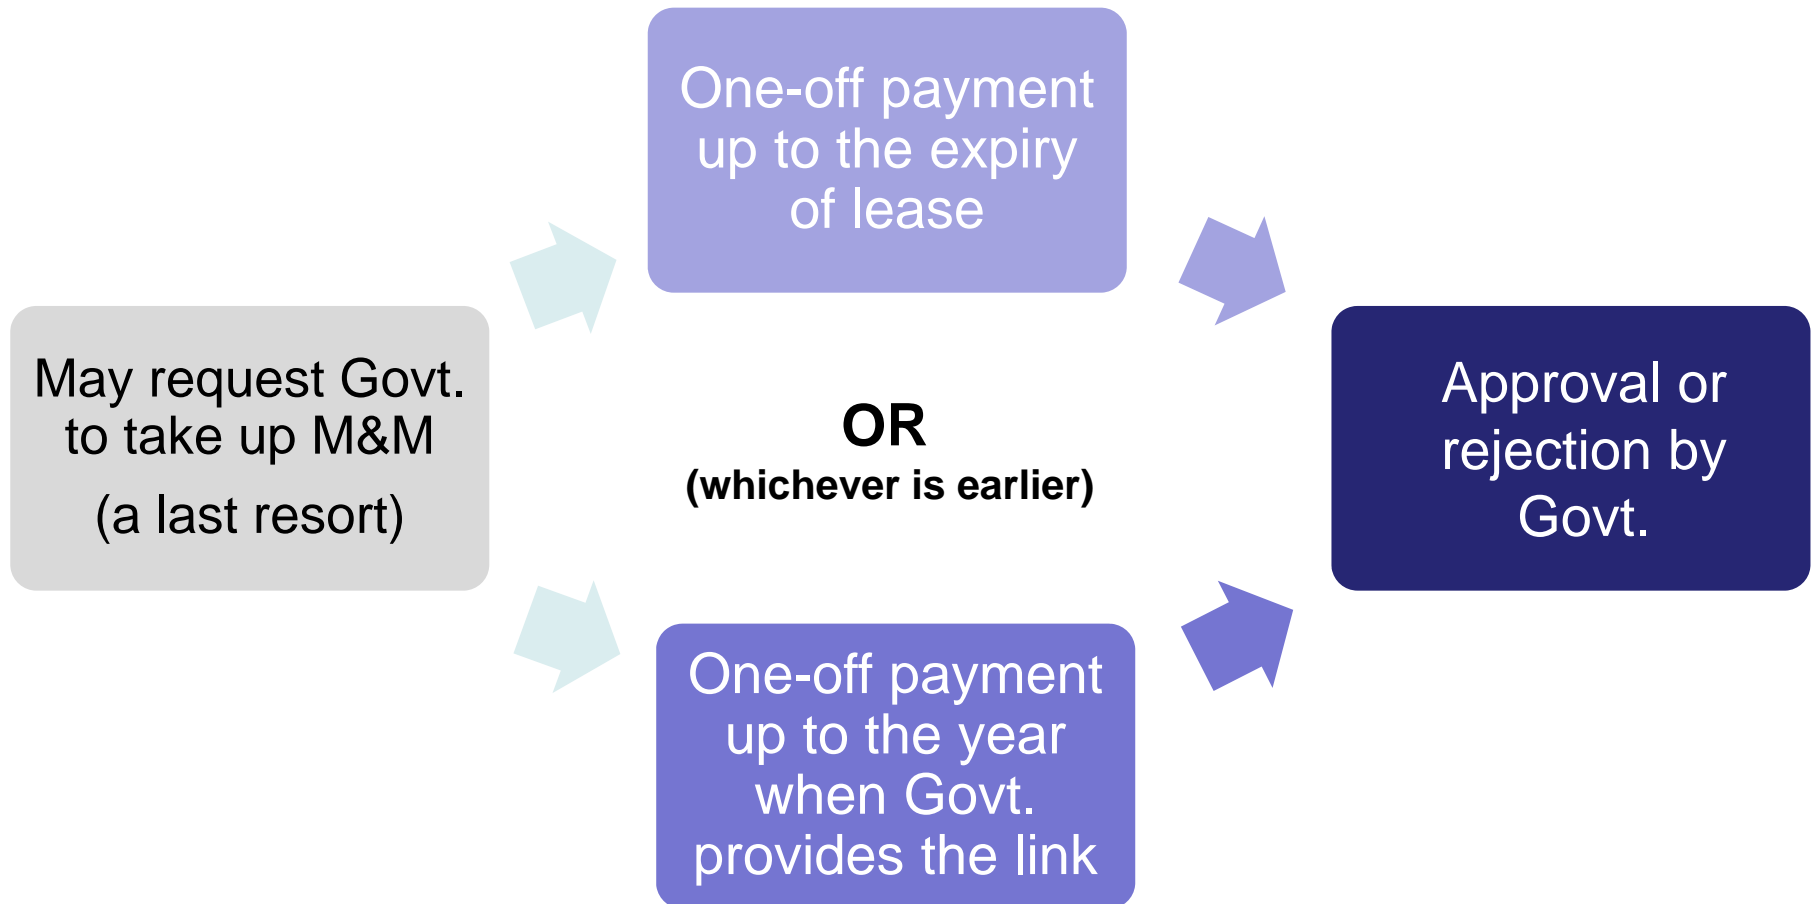 May request Govt.
to take up M&M
(a last resort)
One-off payment
up to the expiry
of lease
OR
(whichever is earlier)
One-off payment
up to the year
when Govt.
provides the link
Approval or
rejection by
Govt.